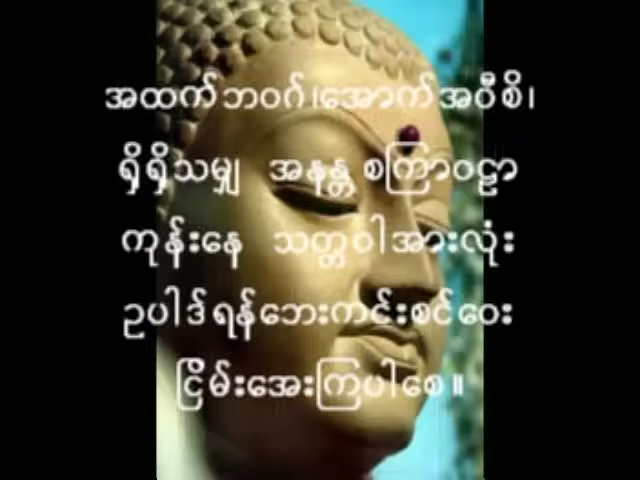 အထက်ဘဝဂ်၊အောက်အဝီစိ၊
ရှိရှိသမျှ အနန္တ စကြာဝဠာ
ကုန်းနေ သတ္တဝါအားလုံး
ဥပါဒ်ရန်ဘေးကင်းစင်ဝေး
ငြိမ်းအေးကြပါစေ။